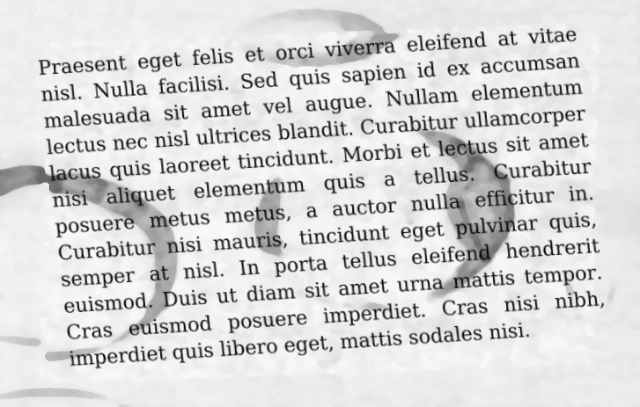 Praesent eget felis et orci viverra eleifend at vitae
nisl. Nulla facilisi. Sed quis sapien id ex accumsan
malesuada sit amet vel augue. Nullam elementum
lectus nec nisl ultrices blandit. Curabitur ullamcorper
lacus quis laoreet tincidunt. Morbi et lectus sit amet
nisi aliquet elementum quis a tellus. Curabitur
posuere metus metus, a auctor nulla efficitur in.
Curabitur nisi mauris, tincidunt eget pulvinar quis,
semper at nisl. In porta tellus eleifend hendrerit
euismod. Duis ut diam sit amet urna mattis tempor.
Cras euismod posuere imperdiet. Cras nisi nibh,
imperdiet quis libero eget, mattis sodales nisi.